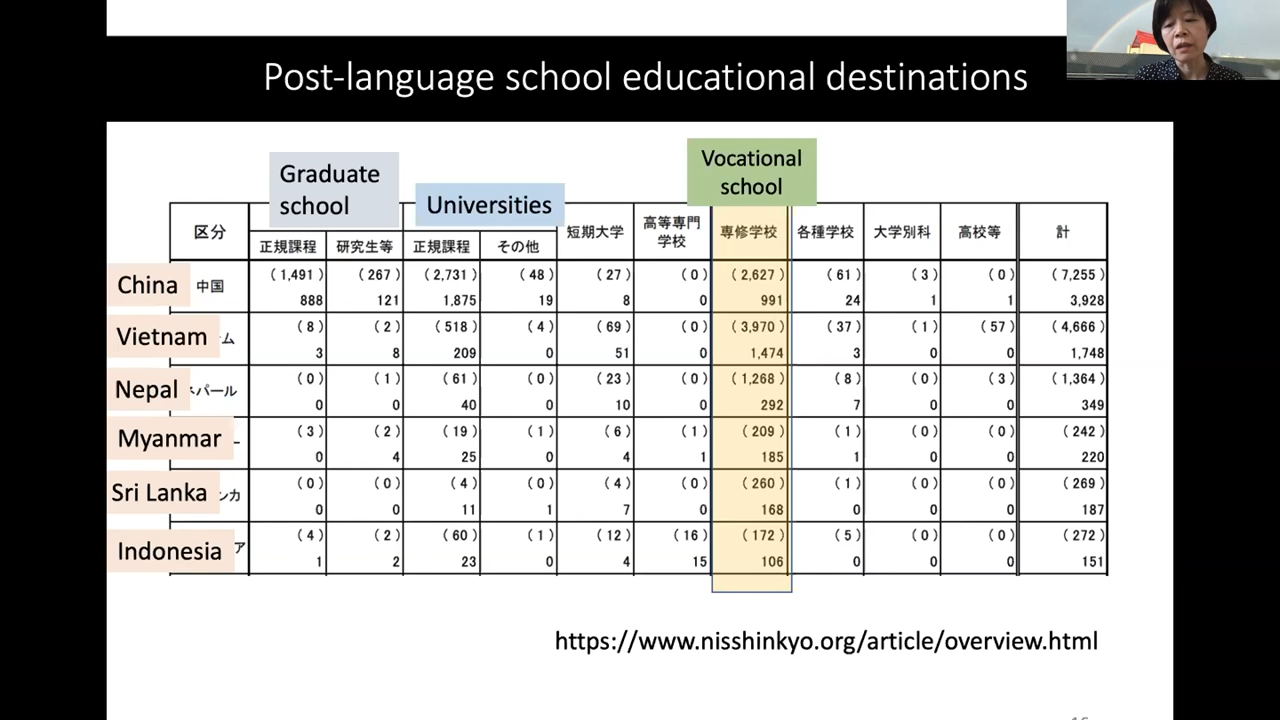 Post-language school educational destinations
Graduate
school
Universities
Vocational
school
区分
正規課程 研究生等 正規課程 その他 短期大学 高等専門学校 専修学校 各種学校 大学別科 高校等 計
China 中国 (1,491) (267) (2,731) (48) (27) (0) (2,627) (61) (3) (0) (7,255)
888 121 1,875 19 8 0 991 24 1 1 3,928
Vietnam ム (8) (2) (518) (4) (69) (0) (3,970) (37) (1) (57) (4,666)
3 8 209 0 51 0 1,474 3 0 0 1,748
Nepal パール (0) (1) (61) (0) (23) (0) (1,268) (8) (0) (3) (1,364)
0 0 40 0 10 0 292 7 0 0 349
Myanmar ー (3) (2) (19) (1) (6) (1) (209) (1) (0) (0) (242)
0 4 25 0 4 1 185 1 0 0 220
Sri Lanka ンカ (0) (0) (4) (0) (4) (0) (260) (1) (0) (0) (269)
0 0 11 1 7 0 168 0 0 0 187
Indonesia ア (4) (2) (60) (1) (12) (16) (172) (5) (0) (0) (272)
1 2 23 0 4 15 106 0 0 0 151
https://www.nisshinkyo.org/article/overview.html